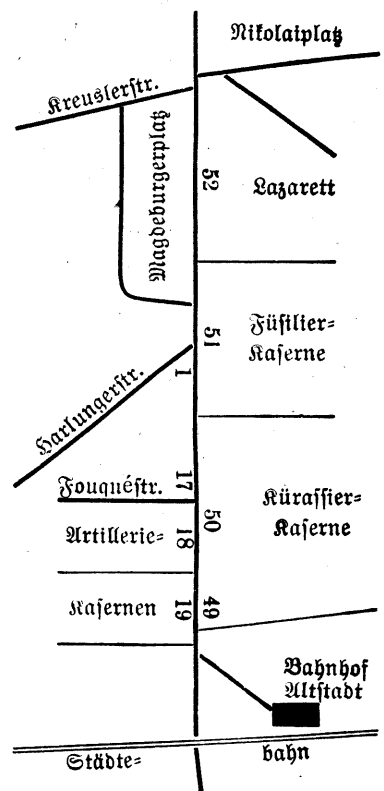 Nikolaiplatz
Kreuslerstr.
Magdeburgerplatz
52
Lazarett
Füsilier=
Kaserne
51
1
Harlungerstr.
17
Fouquéstr.
Kürassier=
Kaserne
50
Artillerie=
18
Kasernen
19
49
Bahnhof
Altstadt
Städte=
bahn